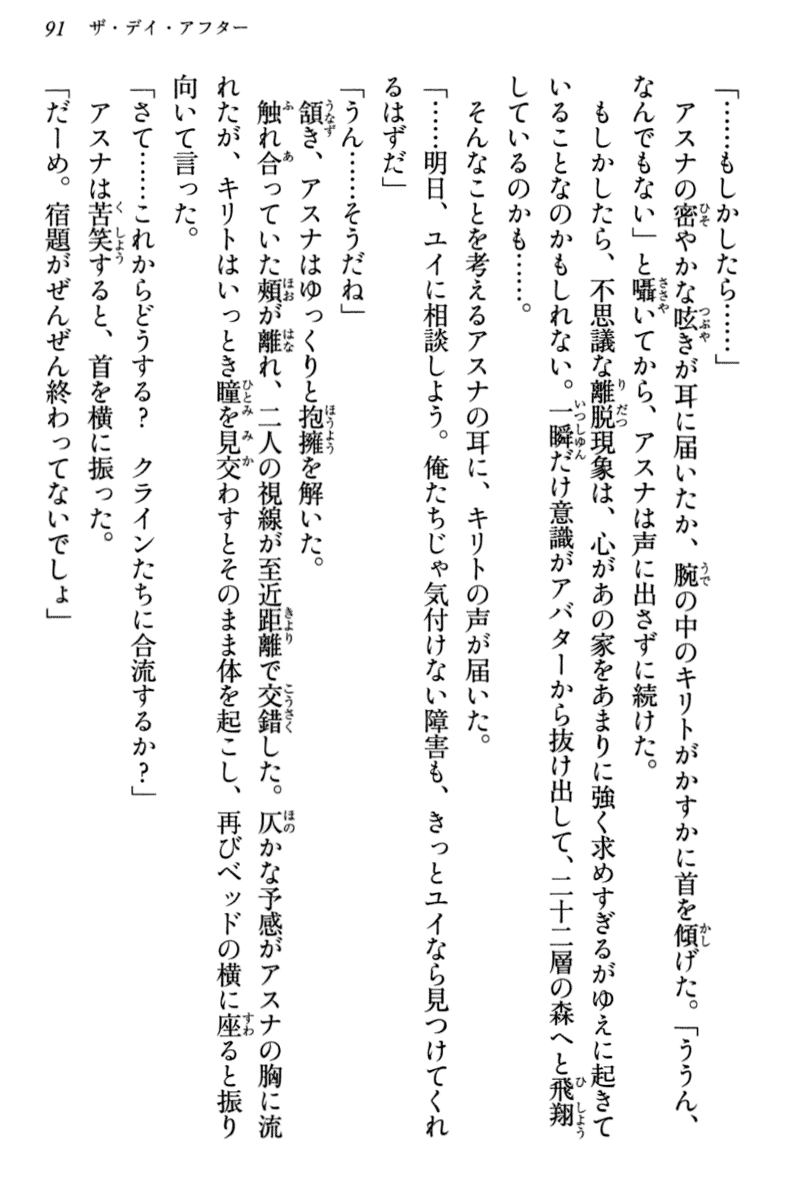 91 ザ・デイ・アフター
「……もしかしたら……」
アスナの密やかな呟きが耳に届いたか、腕の中のキリトがかすかに首を傾げた。「ううん、
なんでもない」と囁いてから、アスナは声に出さずに続けた。
もしかしたら、不思議な離脱現象は、心があの家をあまりに強く求めすぎるがゆえに起きて
いることなのかもしれない。一瞬だけ意識がアバターから抜け出して、二十二層の森へと飛翔
しているのかも……。
そんなことを考えるアスナの耳に、キリトの声が届いた。
「……明日、ユイに相談しよう。俺たちじゃ気付けない障害も、きっとユイなら見つけてくれ
るはずだ」
「うん……そうだね」
頷き、アスナはゆっくりと抱擁を解いた。
触れ合っていた頬が離れ、二人の視線が至近距離で交錯した。仄かな予感がアスナの胸に流
れたが、キリトはいっとき瞳を見交わすとそのまま体を起こし、再びベッドの横に座ると振り
向いて言った。
「さて……これからどうする? クラインたちに合流するか?」
アスナは苦笑すると、首を横に振った。
「だーめ。宿題がぜんぜん終わってないでしょ」